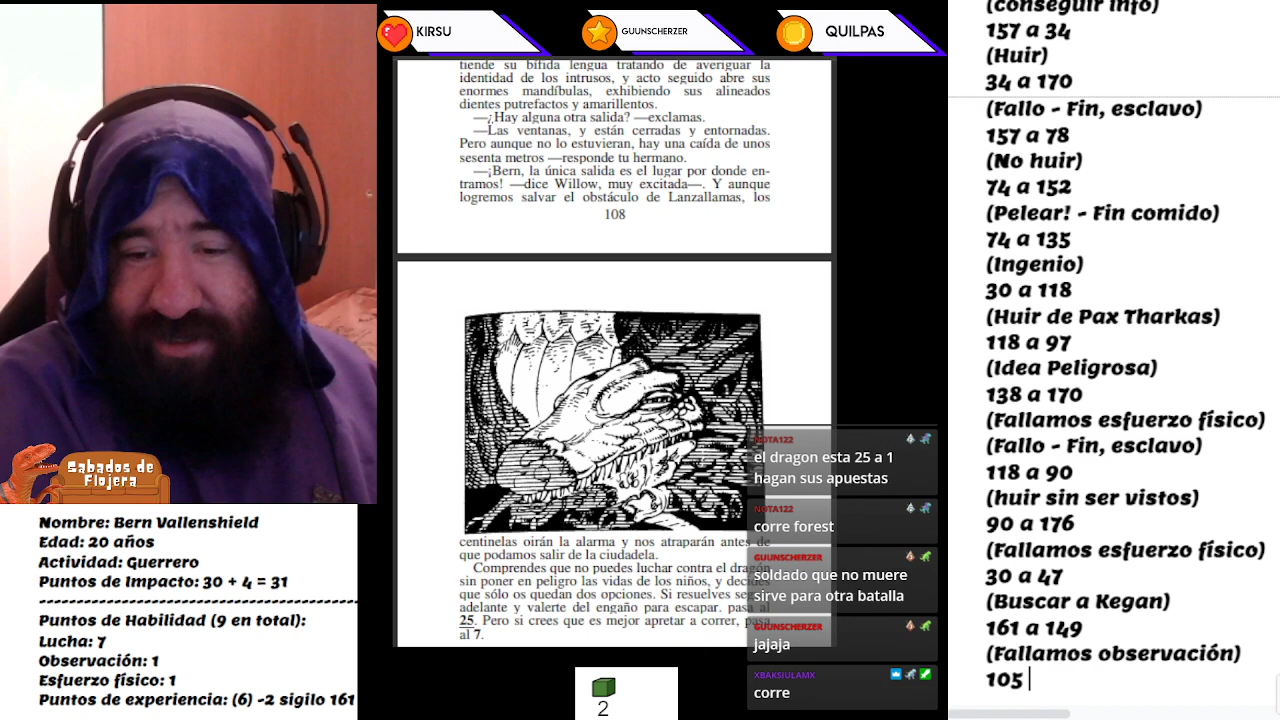 KIRSU
GUUNSCHERZER
QUILPAS
tiende su bífida lengua tratando de averiguar la
identidad de los intrusos, y acto seguido abre sus
enormes mandíbulas, exhibiendo sus alineados
dientes putrefactos y amarillentos.
—¿Hay alguna otra salida? —exclamas.
—Las ventanas, y están cerradas y entornadas.
Pero aunque no lo estuvieran, hay una caída de unos
sesenta metros —responde tu hermano.
—¡Bern, la única salida es el lugar por donde en-
tramos! —dice Willow, muy excitada—. Y aunque
logremos salvar el obstáculo de Lanzallamas, los
108
centinelas oirán la alarma y nos atraparán antes de
que podamos salir de la ciudadela.
Comprendes que no puedes luchar contra el dragón
sin poner en peligro las vidas de los niños, y decides
que sólo os quedan dos opciones. Si resuelves seguir
adelante y valerte del engaño para escapar, pasa al
25. Pero si crees que es mejor apretar a correr, pasa
al 7.
NOTA122
el dragon esta 25 a 1
hagan sus apuestas
NOTA122
corre forest
GUUNSCHERZER
soldado que no muere
sirve para otra batalla
GUUNSCHERZER
jajaja
XBAKSIULAMX
corre
2
Sabados de
Flojera
Nombre: Bern Vallenshield
Edad: 20 años
Actividad: Guerrero
Puntos de Impacto: 30 + 4 = 31
Puntos de Habilidad (9 en total):
Lucha: 7
Observación: 1
Esfuerzo físico: 1
Puntos de experiencia: (6) -2 sigilo 161
(conseguir info)
157 a 34
(Huir)
34 a 170
(Fallo - Fin, esclavo)
157 a 78
(No huir)
74 a 152
(Pelear! - Fin comido)
74 a 135
(Ingenio)
30 a 118
(Huir de Pax Tharkas)
118 a 97
(Idea Peligrosa)
138 a 170
(Fallamos esfuerzo físico)
(Fallo - Fin, esclavo)
118 a 90
(huir sin ser vistos)
90 a 176
(Fallamos esfuerzo físico)
30 a 47
(Buscar a Kegan)
161 a 149
(Fallamos observación)
105